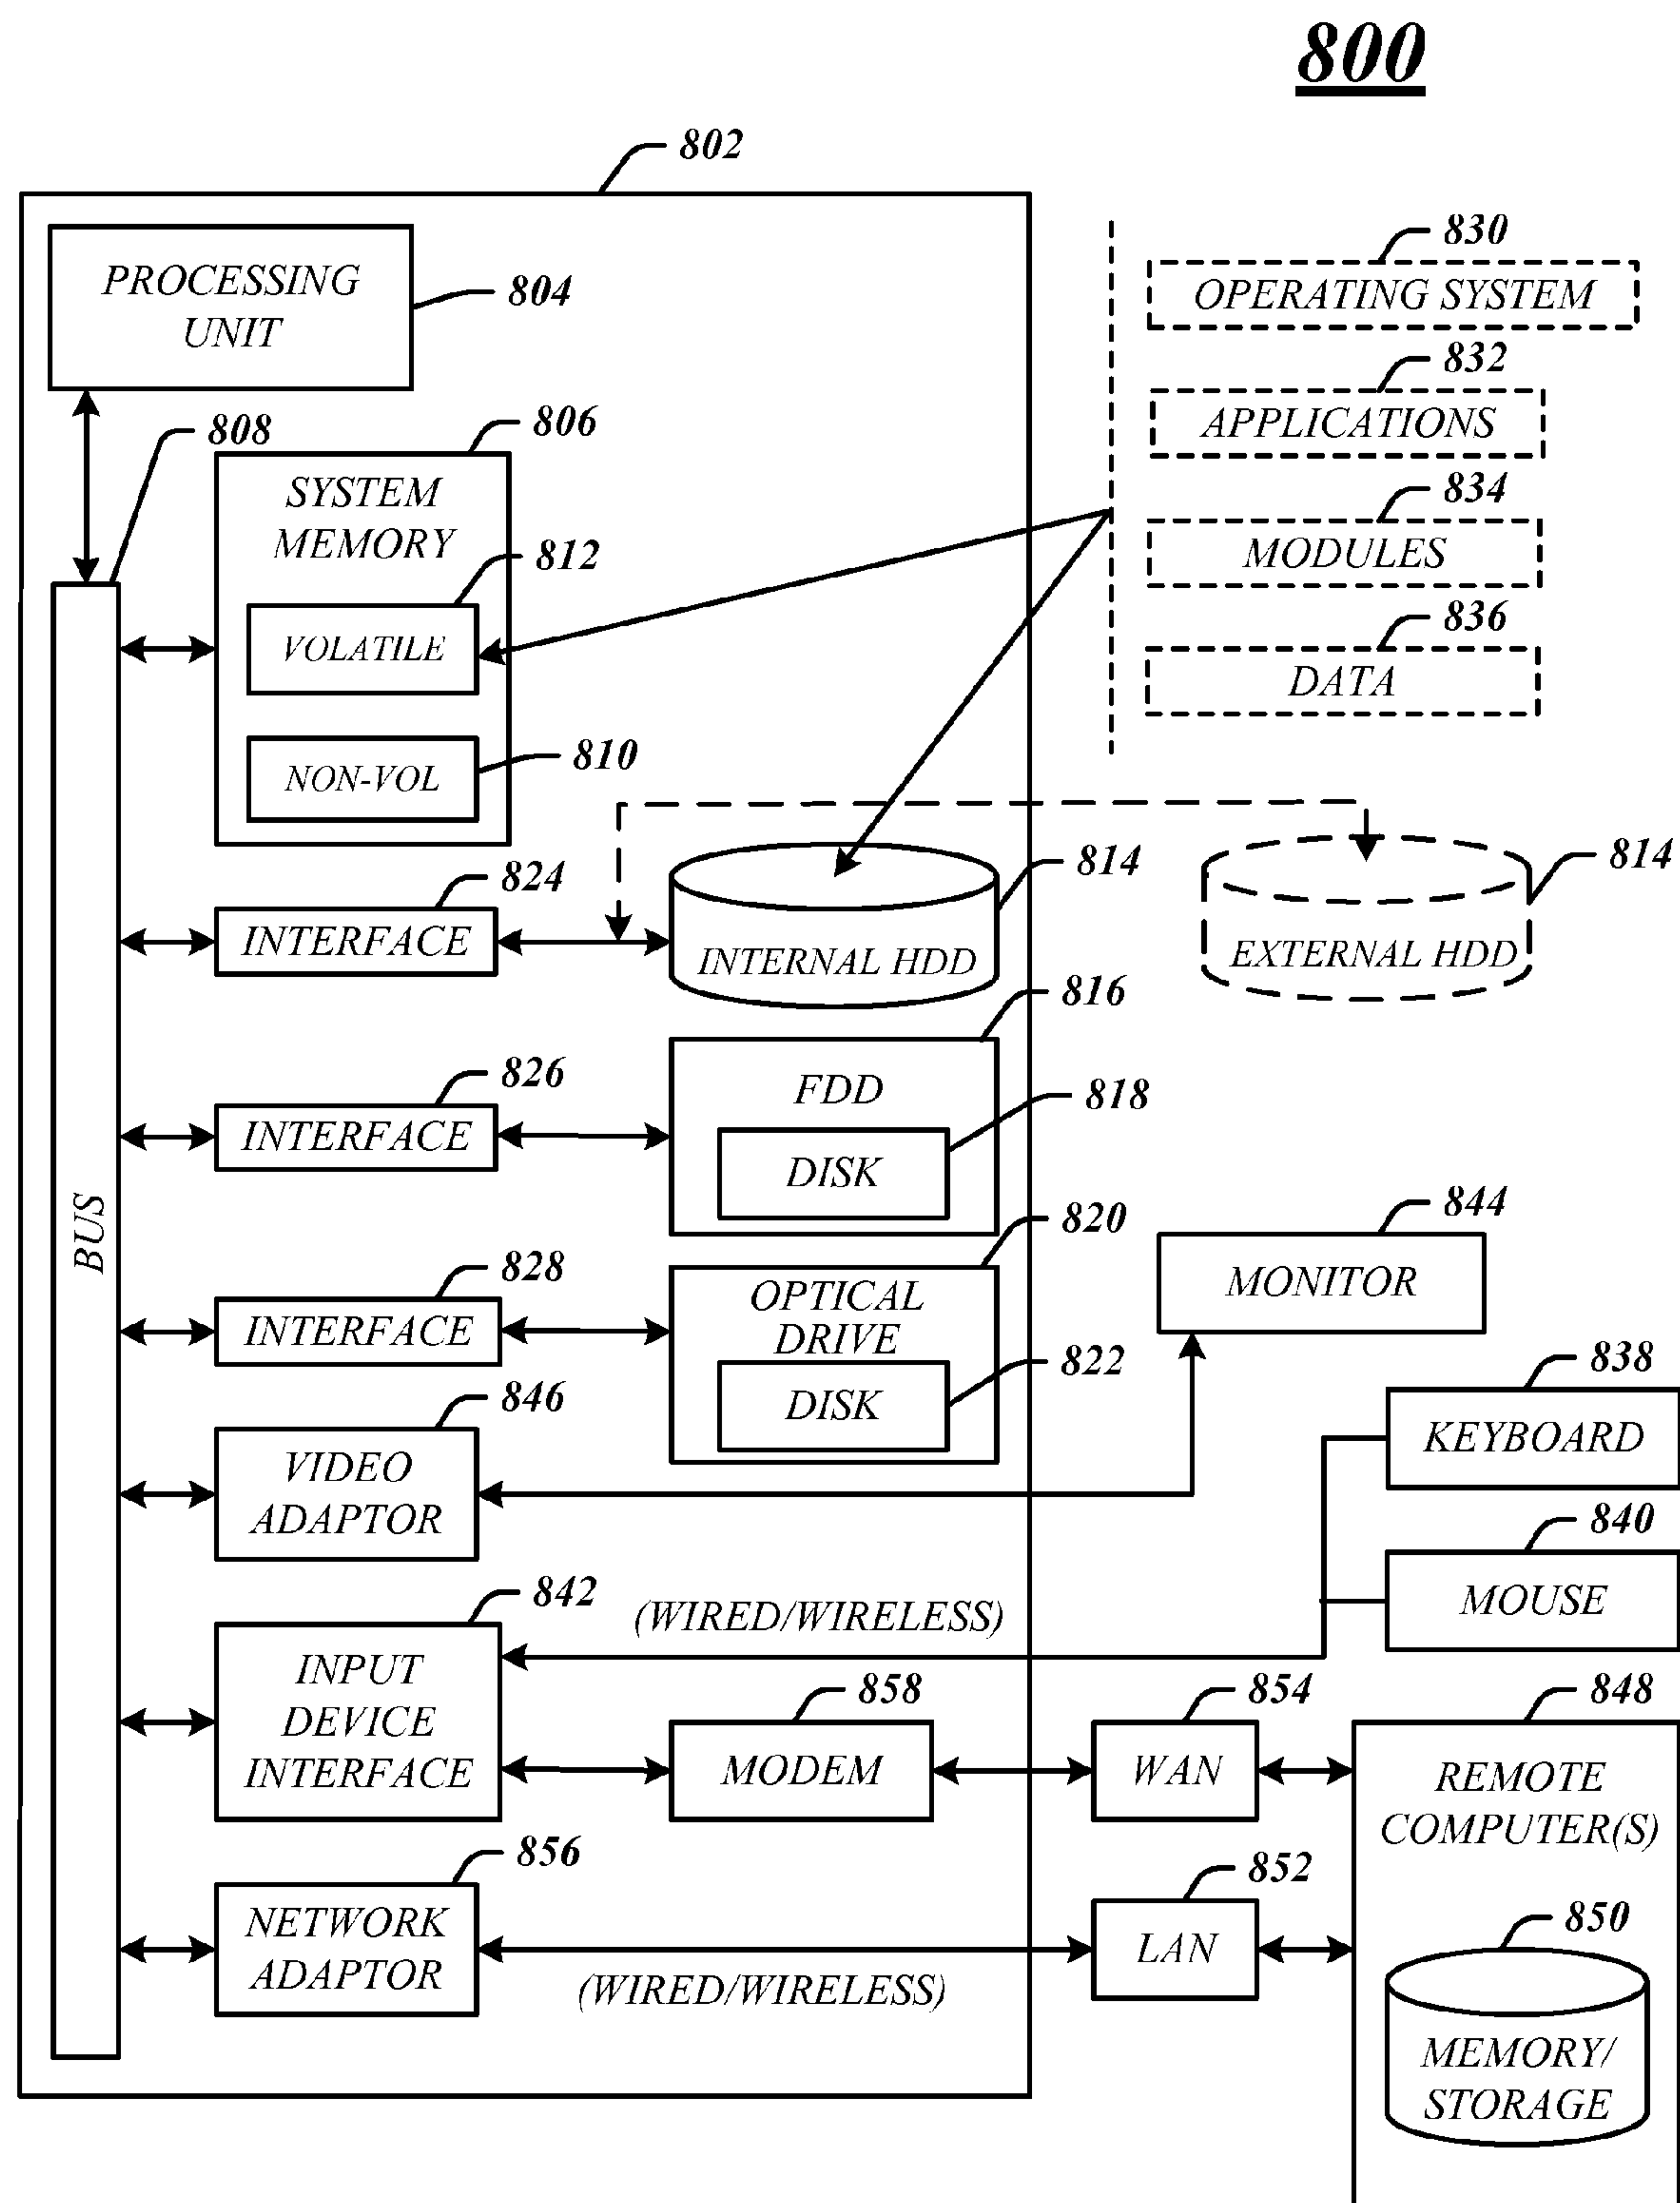 800
802
PROCESSING
UNIT
804
830
OPERATING SYSTEM
832
APPLICATIONS
834
MODULES
836
DATA
808
806
SYSTEM
MEMORY
812
VOLATILE
810
NON-VOL
BUS
824
INTERFACE
814
INTERNAL HDD
814
EXTERNAL HDD
826
INTERFACE
816
FDD
818
DISK
828
INTERFACE
820
OPTICAL
DRIVE
822
DISK
844
MONITOR
846
VIDEO
ADAPTOR
838
KEYBOARD
840
MOUSE
842
INPUT
DEVICE
INTERFACE
(WIRED/WIRELESS)
858
MODEM
854
WAN
848
REMOTE
COMPUTER(S)
856
NETWORK
ADAPTOR
(WIRED/WIRELESS)
852
LAN
850
MEMORY/
STORAGE